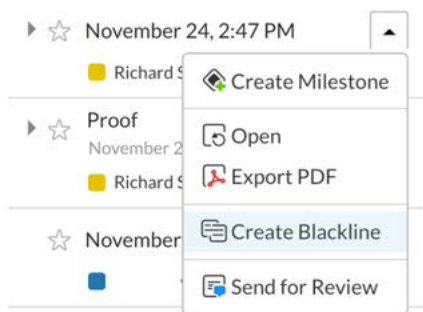 November 24, 2:47 PM
Richard
Create Milestone
Proof
November 2
Open
Richard
Export PDF
November
Create Blackline
Send for Review